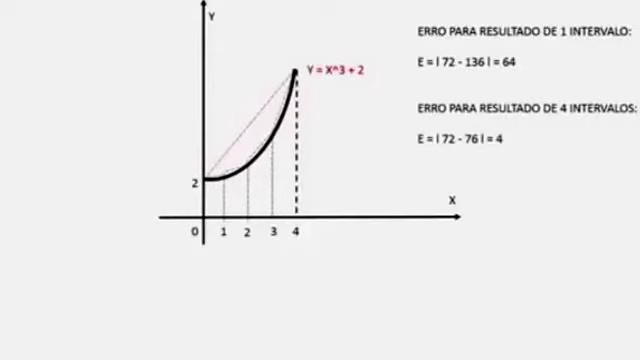 Y
ERRO PARA RESULTADO DE 1 INTERVALO:
E = l 72 - 136 l = 64
Y = X^3 + 2
ERRO PARA RESULTADO DE 4 INTERVALOS:
E = l 72 - 76 l = 4
2
X
0 1 2 3 4